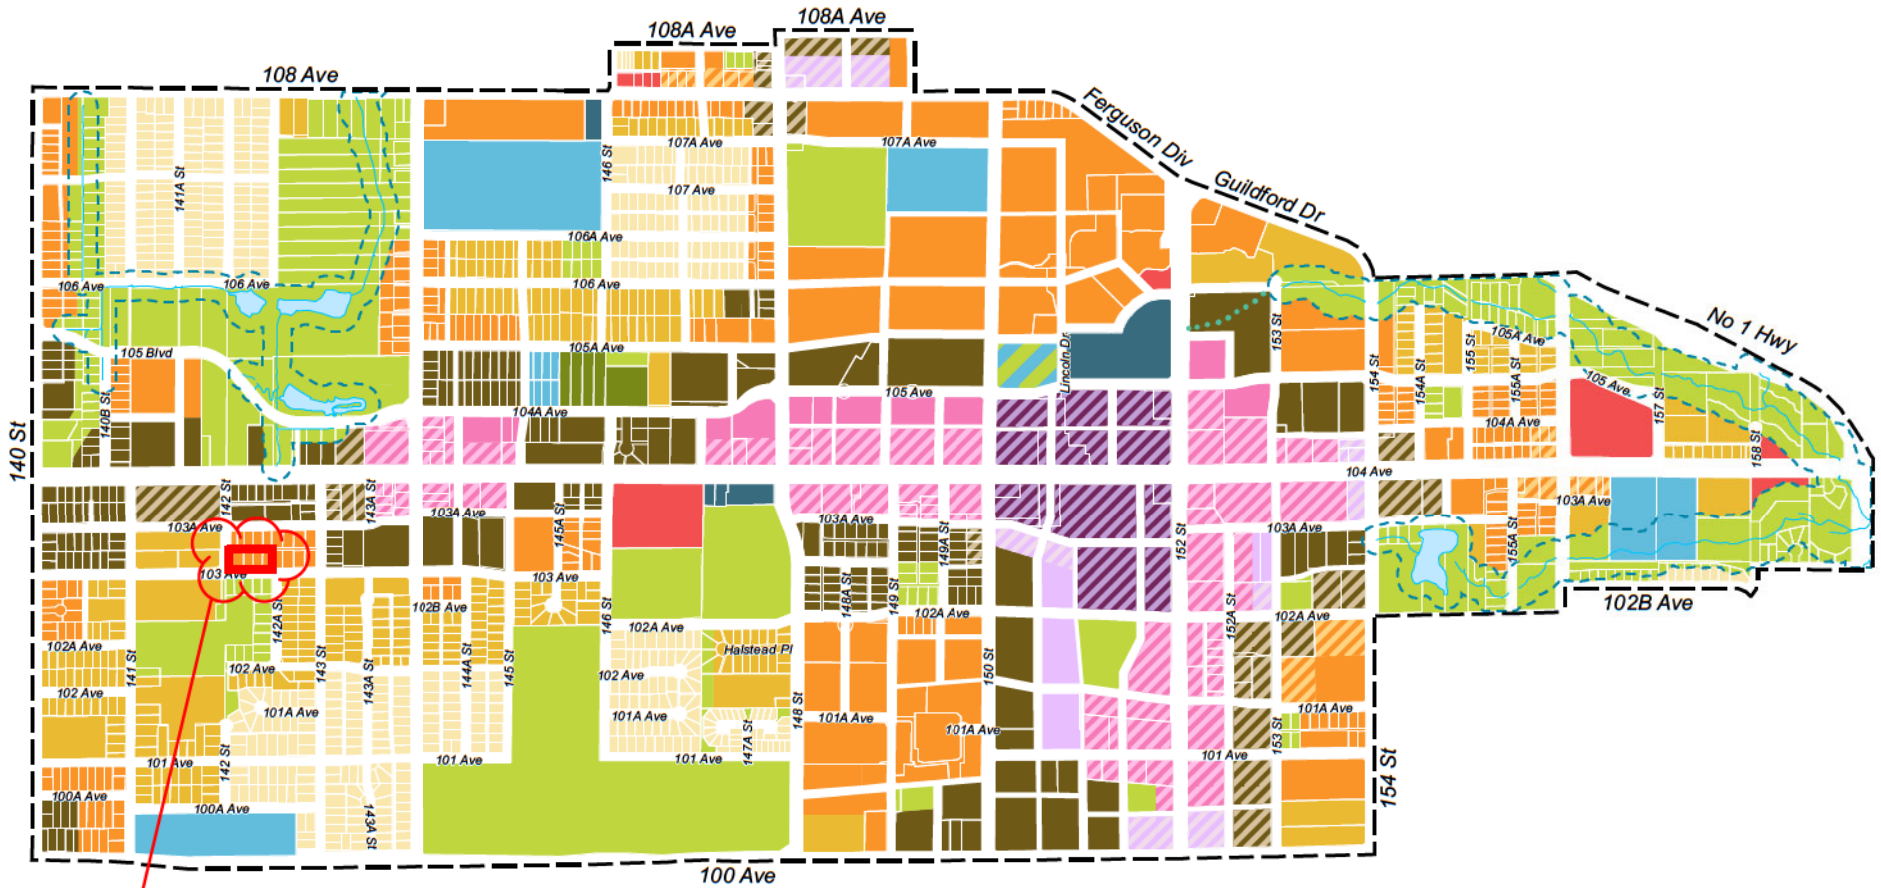 108A Ave
108A Ave
108 Ave
Ferguson Div
Guildford Dr
No 1 Hwy
141A St
146 St
107A Ave
107A Ave
107 Ave
106A Ave
106 Ave
106 Ave
106 Ave
105 Blvd
105A Ave
105A Ave
Lincoln Dr
153 St
154 St
154A St
155 St
155A St
105 Ave
105 Ave
157 St
140B St
104A Ave
104A Ave
158 St
140 St
104 Ave
142 St
143A St
103A Ave
103A Ave
145A St
103A Ave
149A St
152 St
103A Ave
155A St
103A Ave
103 Ave
103 Ave
142A St
102B Ave
146 St
148A St
149 St
102A Ave
152A St
102A Ave
102B Ave
102A Ave
141 St
102 Ave
143 St
143A St
144A St
145 St
102A Ave
Halstead Pl
102 Ave
150 St
102 Ave
101A Ave
101A Ave
147A St
148 St
101A Ave
101A Ave
153 St
101A Ave
154 St
101 Ave
142 St
101 Ave
101 Ave
101 Ave
100A Ave
100A Ave
143A St
100 Ave